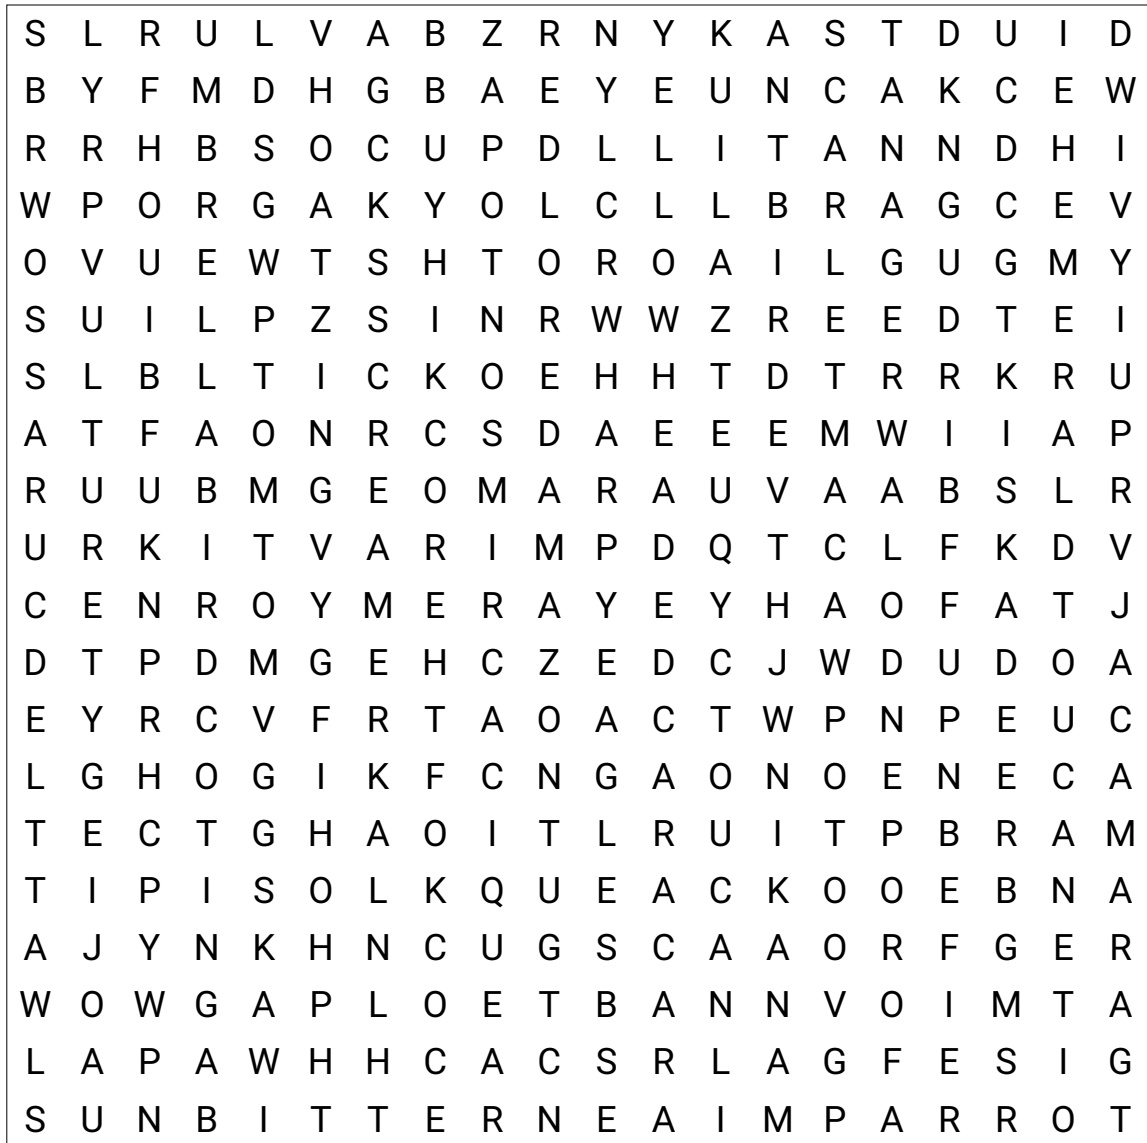 S L R U L V A B Z R N Y K A S T D U I D
B Y F M D H G B A E Y E U N C A K C E W
R R H B S O C U P D L L I T A N N D H I
W P O R G A K Y O L C L L B R A G C E V
O V U E W T S H T O R O A I L G U G M Y
S U I L P Z S I N R W W Z R E E D T E I
S L B L T I C K O E H H T D T R R K R U
A T F A O N R C S D A E E E M W I I A P
R U U B M G E O M A R A U V A A B S L R
U R K I T V A R I M P D Q T C L F K D V
C E N R O Y M E R A Y E Y H A O F A T J
D T P D M G E H C Z E D C J W D U D O A
E Y R C V F R T A O A C T W P N P E U C
L G H O G I K F C N G A O N O E N E C A
T E C T G H A O I T L R U I T P B R A M
T I P I S O L K Q U E A C K O O E B N A
A J Y N K H N C U G S C A A O R F G E R
W O W G A P L O E T B A N N V O I M T A
L A P A W H H C A C S R L A G F E S I G
S U N B I T T E R N E A I M P A R R O T